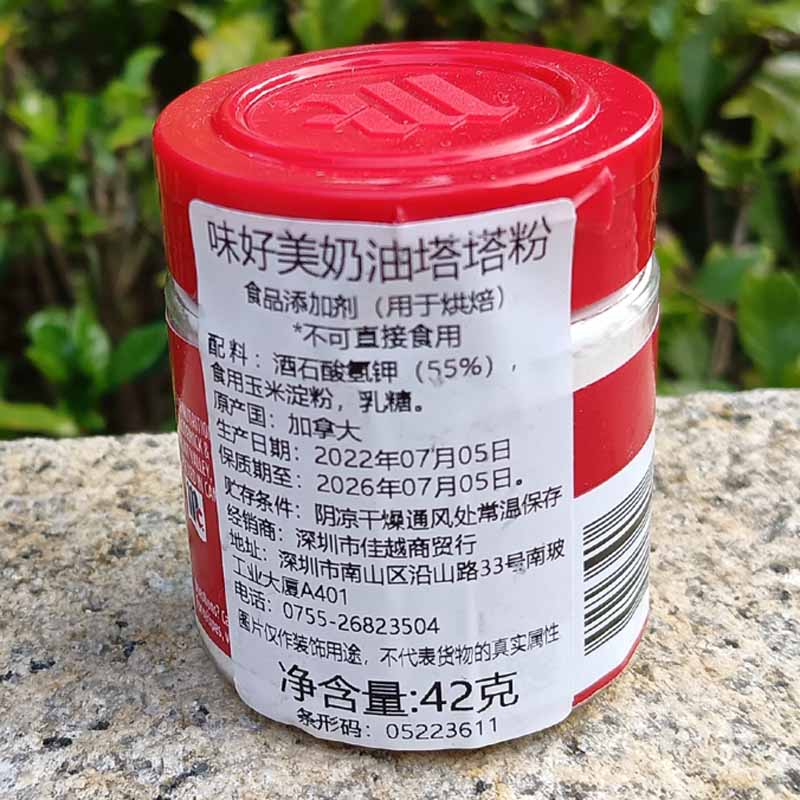 味好美奶油塔塔粉
食品添加剂（用于烘焙）
*不可直接食用
配料：酒石酸氢钾（55%），
食用玉米淀粉，乳糖。
原产国：加拿大
生产日期：2022年07月05日
保质期至：2026年07月05日。
贮存条件：阴凉干燥通风处常温保存
经销商：深圳市佳越商贸行
地址：深圳市南山区沿山路33号南玻
工业大厦A401
电话：0755-26823504
图片仅作装饰用途，不代表货物的真实属性
净含量:42克
条形码：05223611